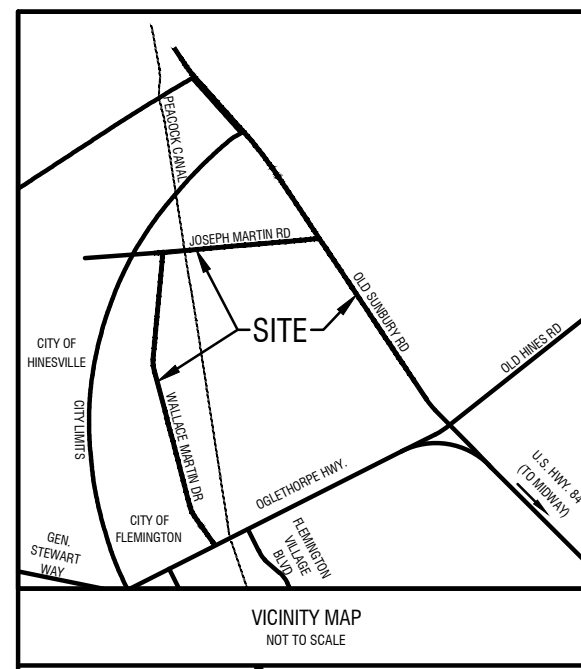 PEACOCK CANAL
JOSEPH MARTIN RD
SITE
OLD SUNBURY RD
OLD HINES RD
CITY OF
HINESVILLE
CITY LIMITS
WALLACE MARTIN DR
OGLETHORPE HWY.
U.S. HWY. 84
(TO MIDWAY)
CITY OF
FLEMINGTON
GEN.
STEWART
WAY
FLEMINGTON
VILLAGE
BLVD
VICINITY MAP
NOT TO SCALE